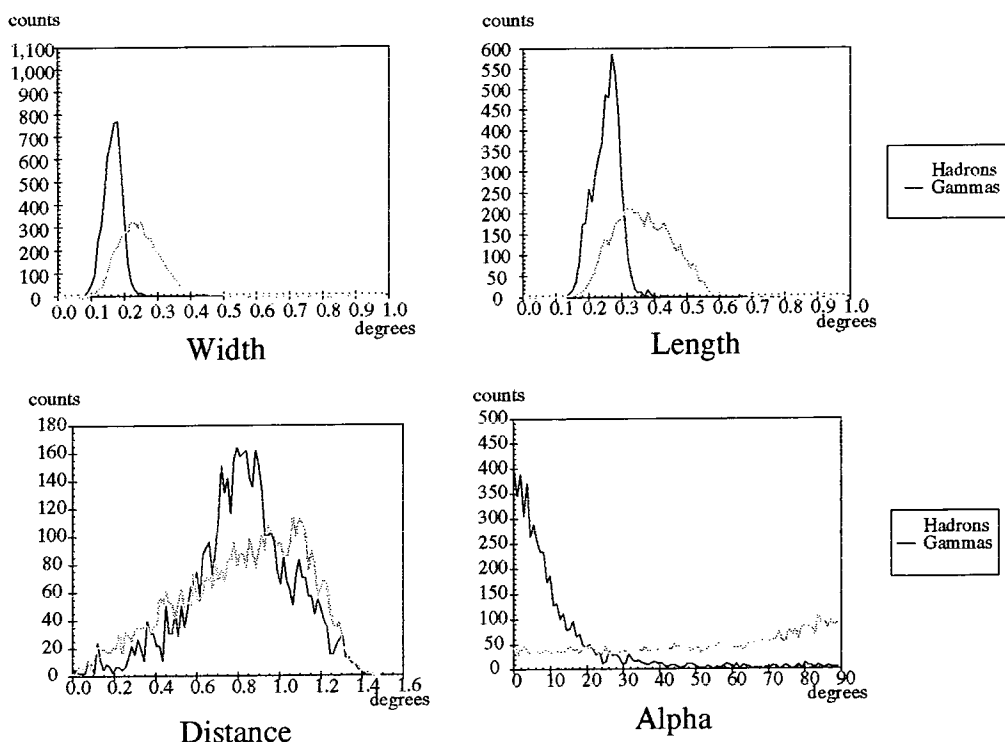 counts
1,100
1,000
900
800
700
600
500
400
300
200
100
0
0.0 0.1 0.2 0.3 0.4 0.5 0.6 0.7 0.8 0.9 1.0
degrees
Width
counts
600
550
500
450
400
350
300
250
200
150
100
50
0
0.0 0.1 0.2 0.3 0.4 0.5 0.6 0.7 0.8 0.9 1.0
degrees
Length
Hadrons
Gammas
counts
180
160
140
120
100
80
60
40
20
0
0.0 0.2 0.4 0.6 0.8 1.0 1.2 1.4 1.6
degrees
Distance
counts
500
450
400
350
300
250
200
150
100
50
0
0 10 20 30 40 50 60 70 80 90
degrees
Alpha
Hadrons
Gammas